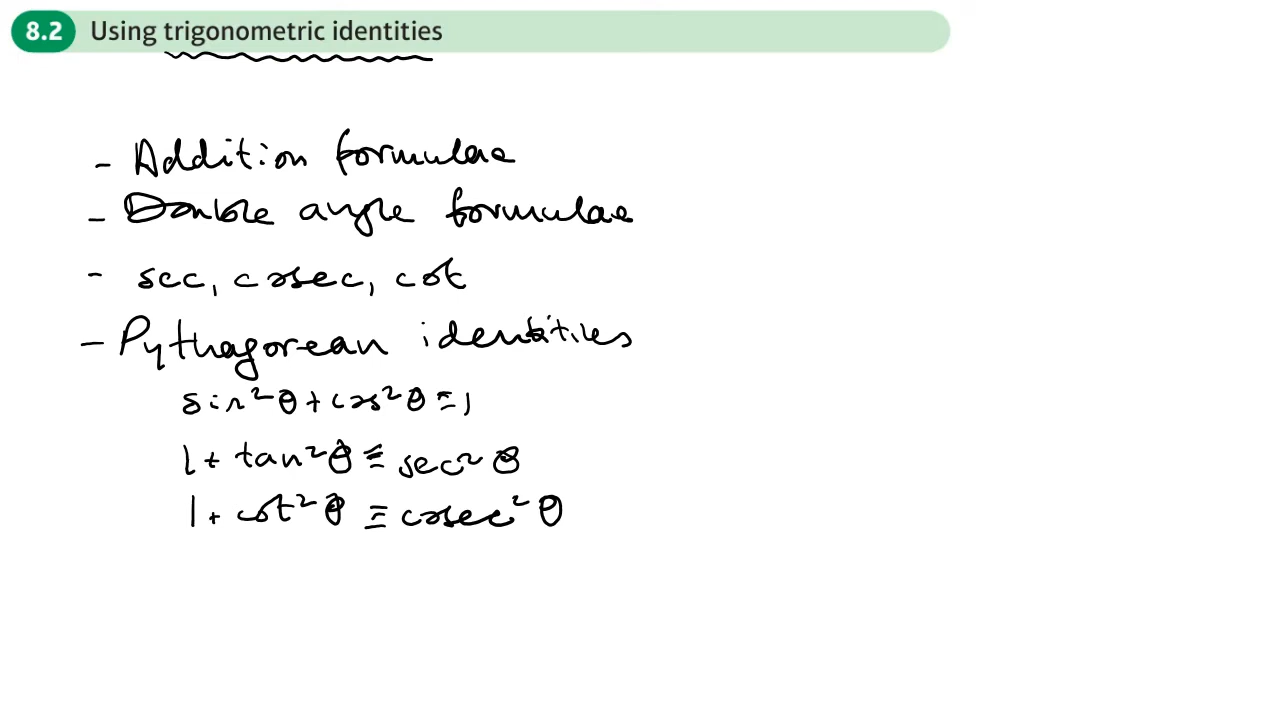 8.2 Using trigonometric identities
- Addition formulae
- Double angle formulae
- sec, cosec, cot
- Pythagorean identities
sin²θ + cos²θ ≡ 1
1 + tan²θ ≡ sec²θ
1 + cot²θ ≡ cosec²θ